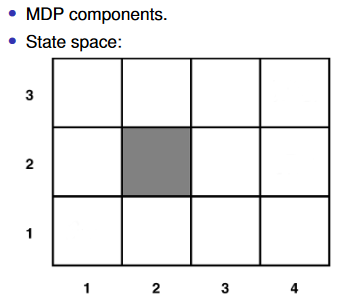 • MDP components.
• State space:
3
2
1
1 2 3 4